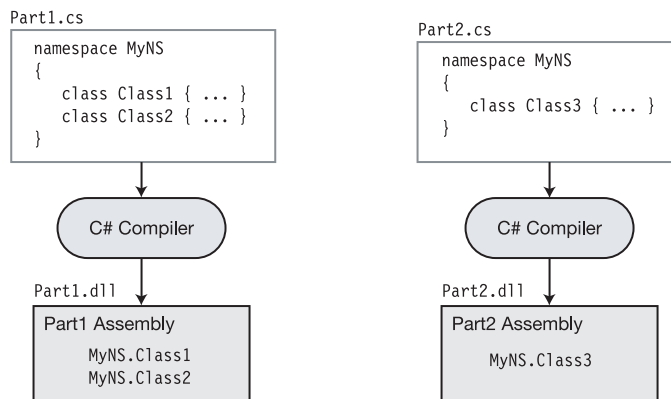 Part1.cs
namespace MyNS
{
class Class1 { ... }
class Class2 { ... }
}
C# Compiler
Part1.dll
Part1 Assembly
MyNS.Class1
MyNS.Class2
Part2.cs
namespace MyNS
{
class Class3 { ... }
}
C# Compiler
Part2.dll
Part2 Assembly
MyNS.Class3